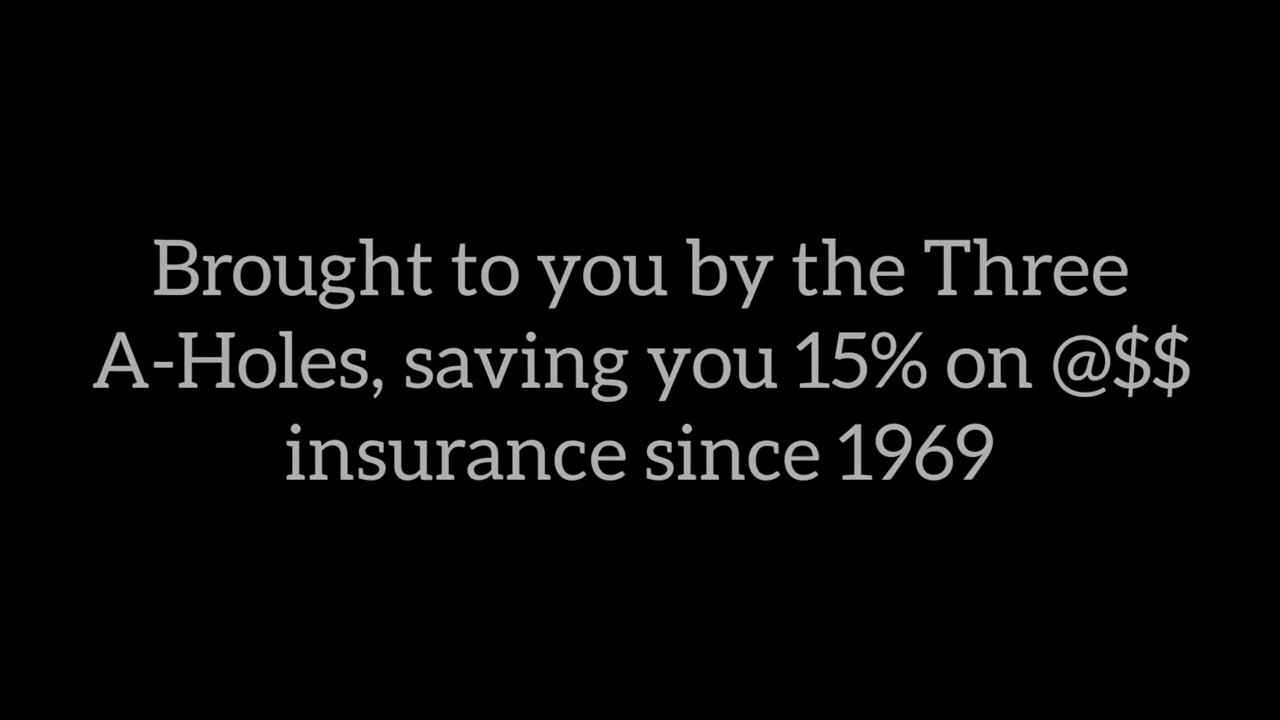 Brought to you by the Three
A-Holes, saving you 15% on @$$
insurance since 1969